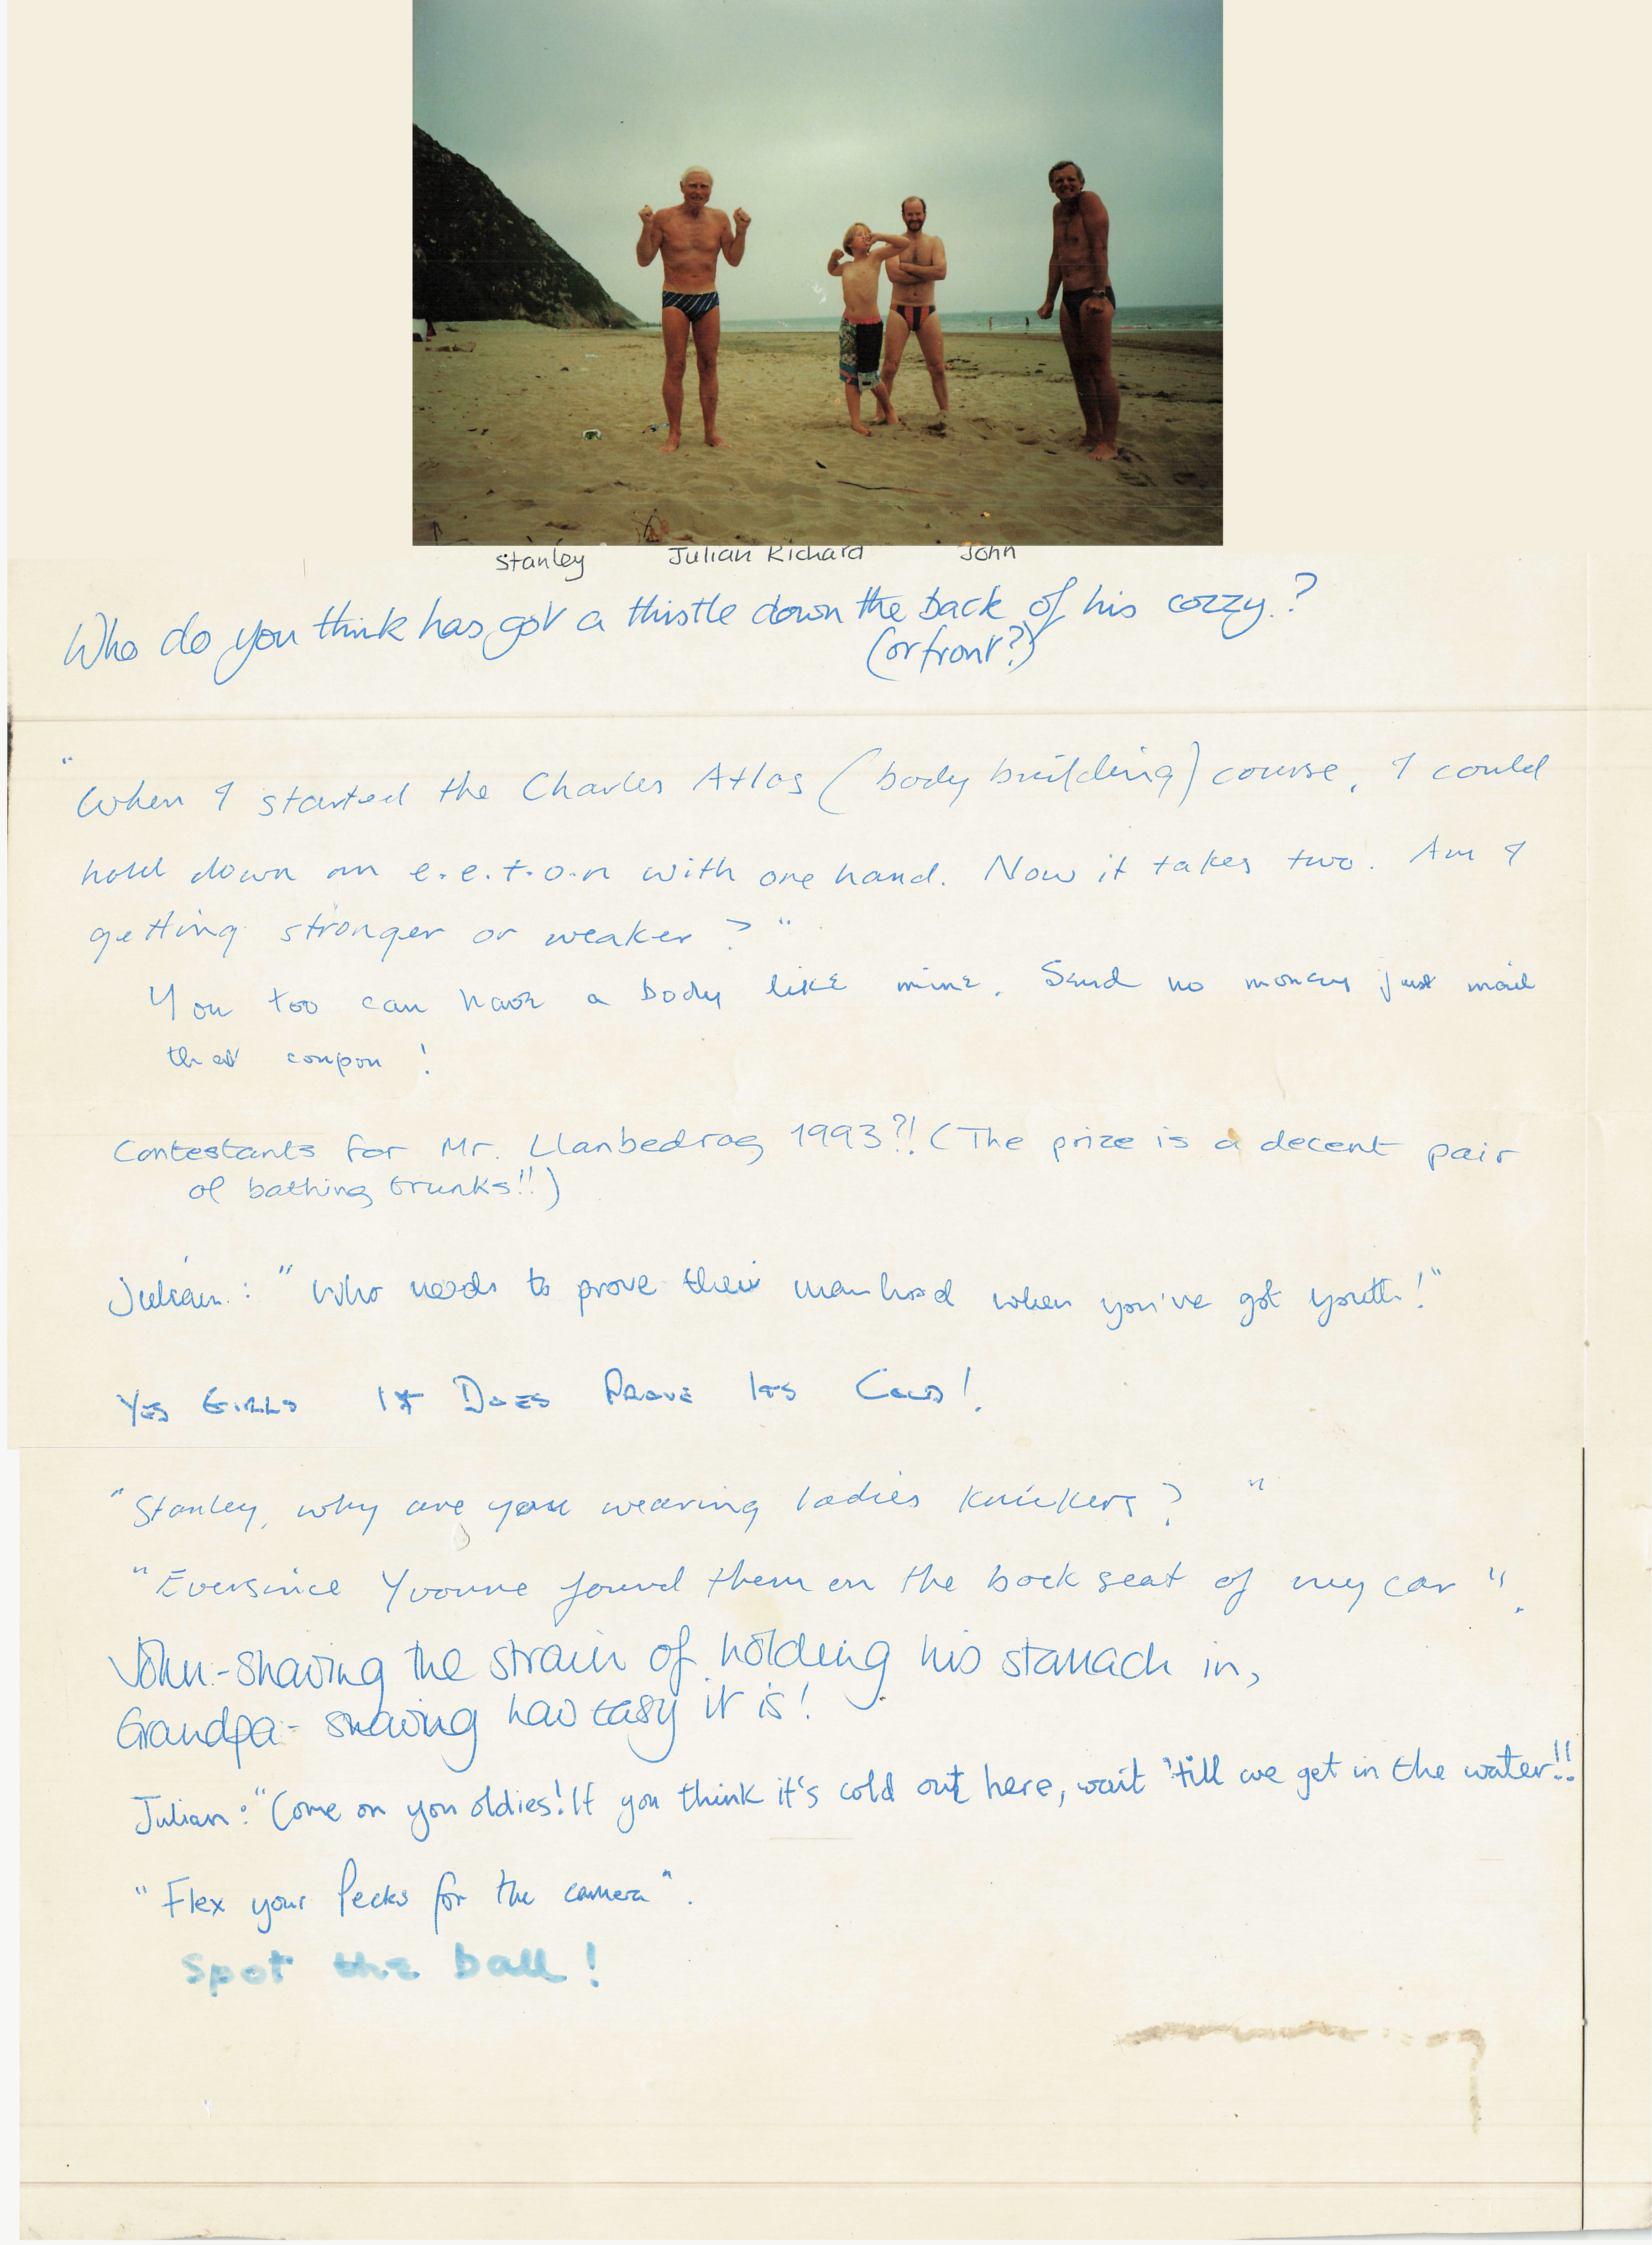 Stanley Julian Richard John
Who do you think has got a thistle down the back of his cozzy?
(or front?)
"When I started the Charles Atlas (body building) course, I could
hold down an e.e.t.o.n with one hand. Now it takes two. Am I
getting stronger or weaker?"
You too can have a body like mine. Send no money just mail
that coupon!
Contestants for Mr. Llanbedrog 1993?! (The prize is a decent pair
of bathing trunks!!)
Julian: "Who needs to prove their manhood when you've got youth!"
YES GIRLS IT DOES PROVE ITS COLD!
"Stanley, why are you wearing ladies knickers?"
"Eversince Yvonne found them on the back seat of my car".
John:- showing the strain of holding his stomach in,
Grandpa:- showing how easy it is!
Julian: "Come on you oldies! If you think it's cold out here, wait 'till we get in the water!!
"Flex your Pecks for the camera".
Spot the ball!